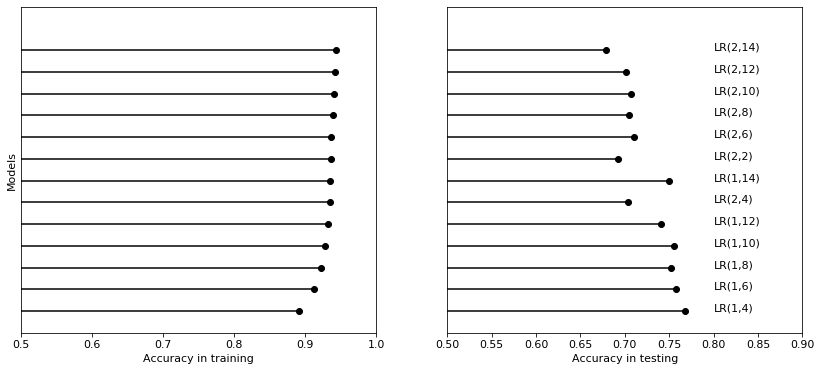 Models
0.5 0.6 0.7 0.8 0.9 1.0
Accuracy in training
LR(2,14)
LR(2,12)
LR(2,10)
LR(2,8)
LR(2,6)
LR(2,2)
LR(1,14)
LR(2,4)
LR(1,12)
LR(1,10)
LR(1,8)
LR(1,6)
LR(1,4)
0.50 0.55 0.60 0.65 0.70 0.75 0.80 0.85 0.90
Accuracy in testing